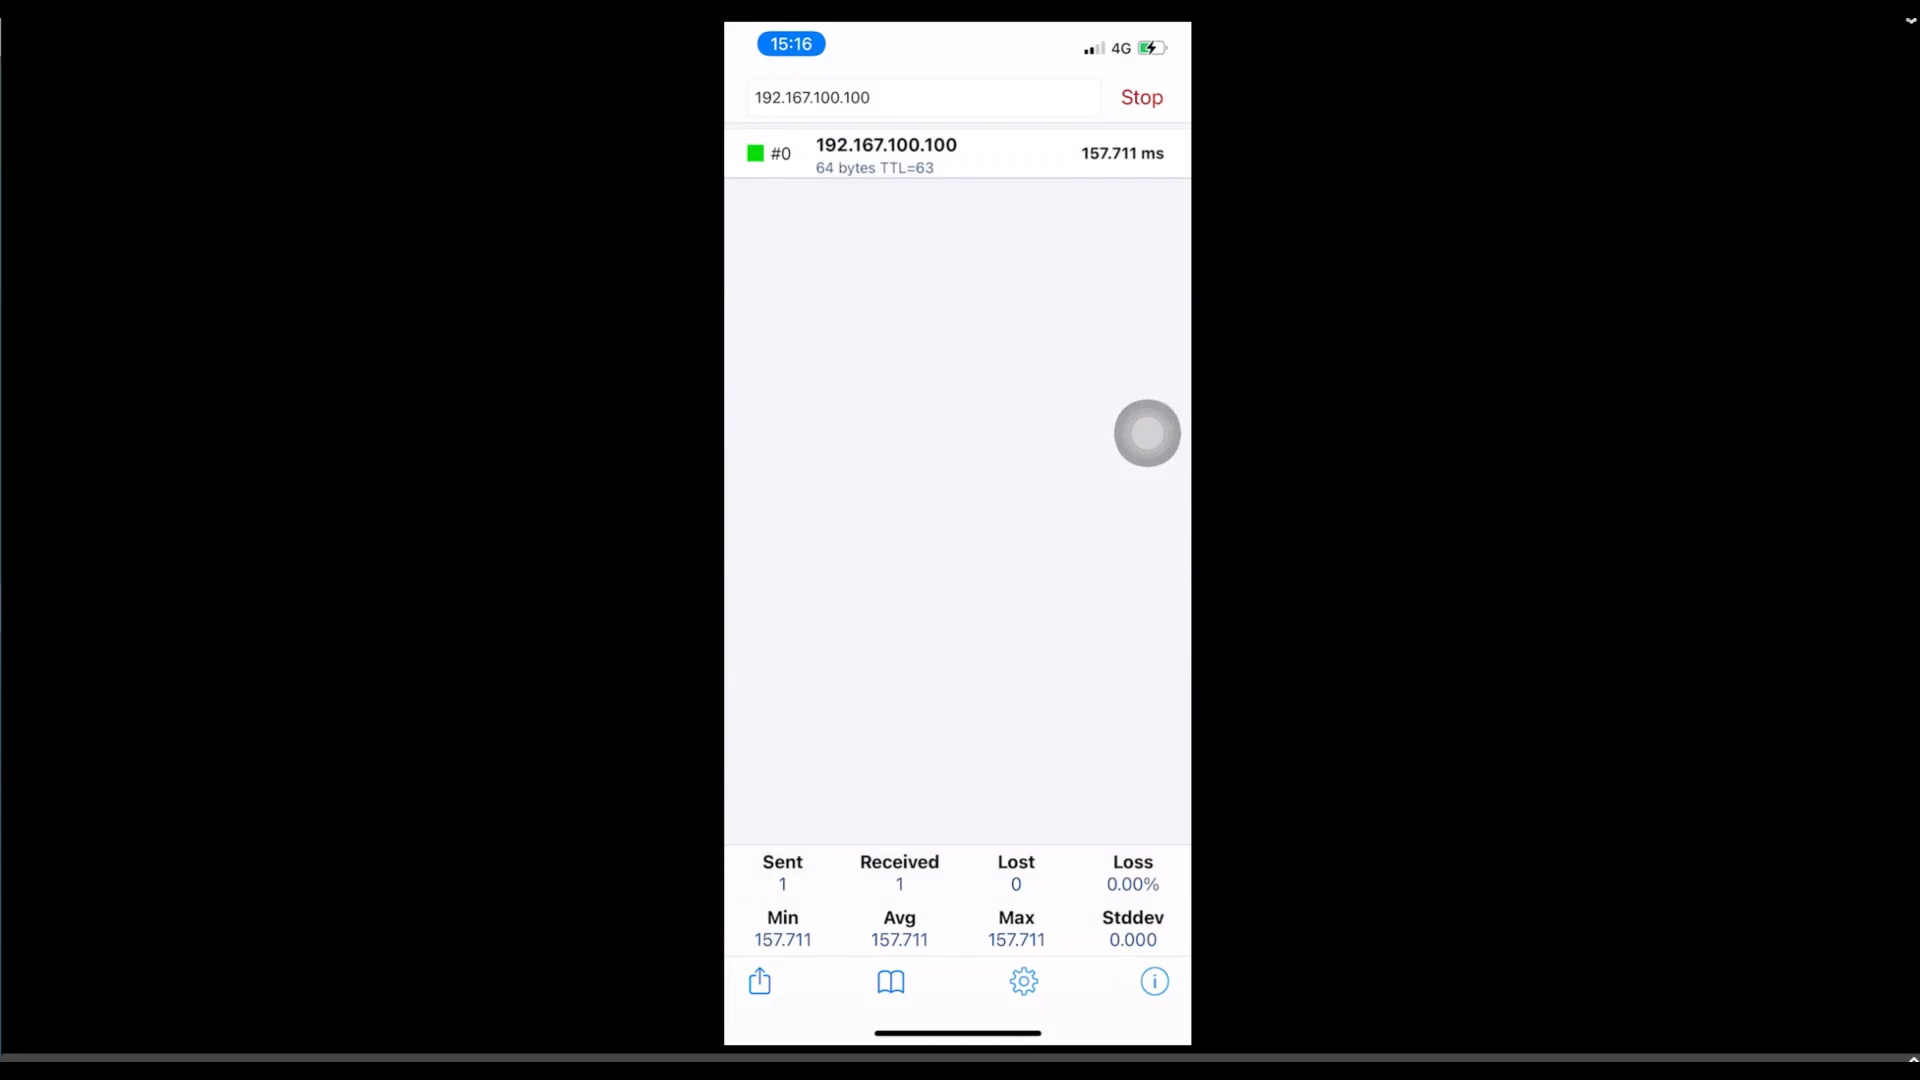 15:16
4G
192.167.100.100 Stop
#0 192.167.100.100 157.711 ms
64 bytes TTL=63
Sent Received Lost Loss
1 1 0 0.00%
Min Avg Max Stddev
157.711 157.711 157.711 0.000